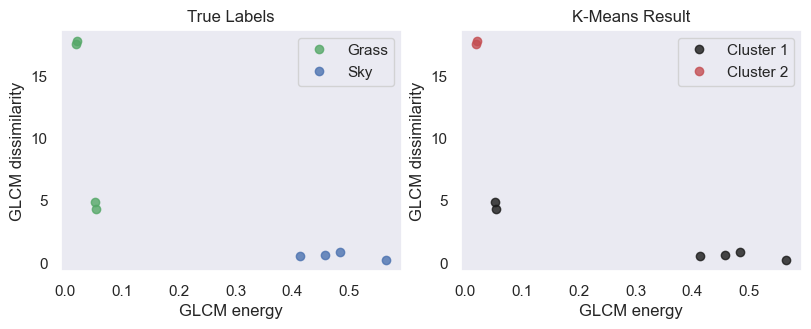 True Labels
Grass
Sky
GLCM dissimilarity
15
10
5
0
0.0 0.1 0.2 0.3 0.4 0.5
GLCM energy
K-Means Result
Cluster 1
Cluster 2
GLCM dissimilarity
15
10
5
0
0.0 0.1 0.2 0.3 0.4 0.5
GLCM energy